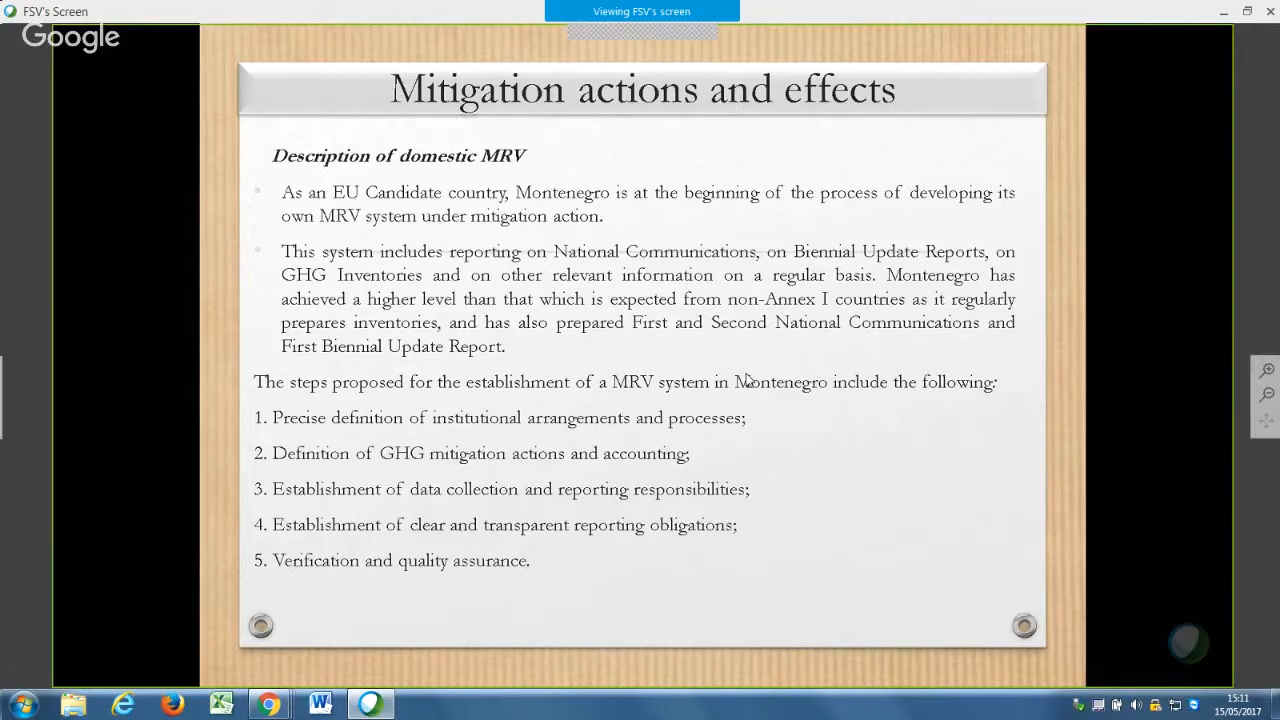 FSV's Screen
Viewing FSV's screen
Google
Mitigation actions and effects
Description of domestic MRV
As an EU Candidate country, Montenegro is at the beginning of the process of developing its
own MRV system under mitigation action.
This system includes reporting on National Communications, on Biennial Update Reports, on
GHG Inventories and on other relevant information on a regular basis. Montenegro has
achieved a higher level than that which is expected from non-Annex I countries as it regularly
prepares inventories, and has also prepared First and Second National Communications and
First Biennial Update Report.
The steps proposed for the establishment of a MRV system in Montenegro include the following:
1. Precise definition of institutional arrangements and processes;
2. Definition of GHG mitigation actions and accounting;
3. Establishment of data collection and reporting responsibilities;
4. Establishment of clear and transparent reporting obligations;
5. Verification and quality assurance.
15:11
15/05/2017